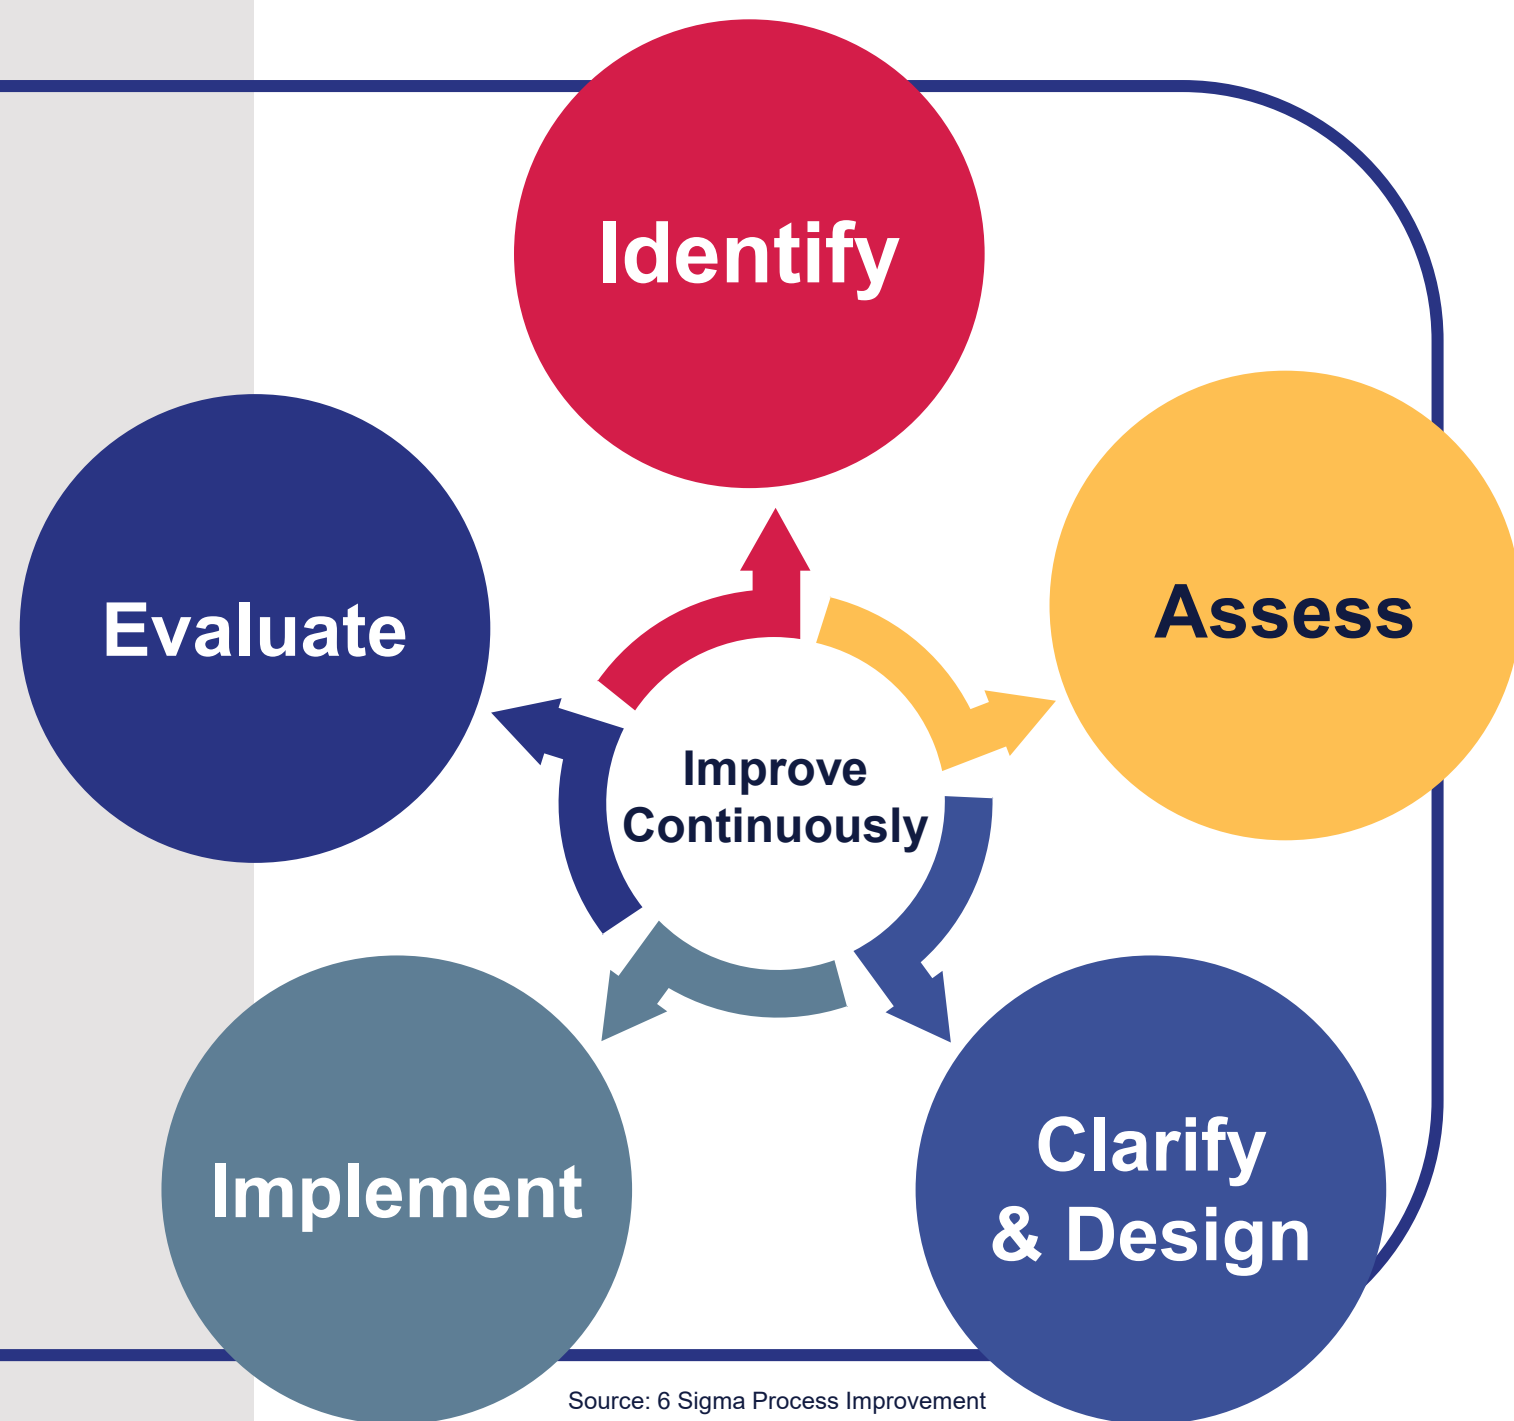 Identify
Assess
Clarify
& Design
Implement
Evaluate
Improve
Continuously
Source: 6 Sigma Process Improvement